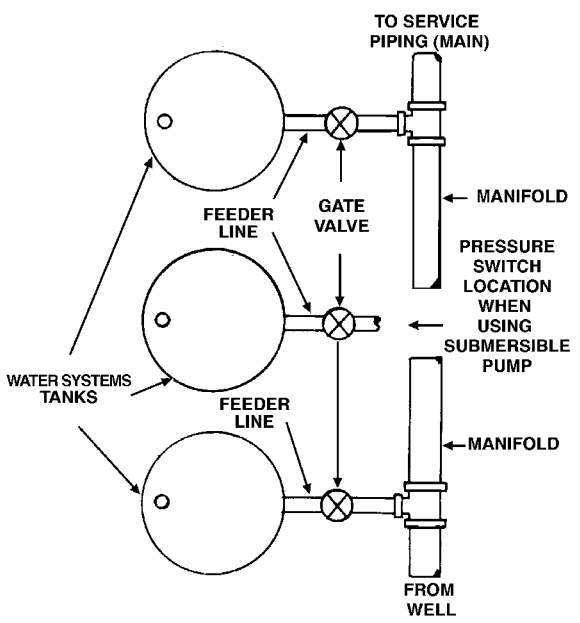 TO SERVICE
PIPING (MAIN)
MANIFOLD
FEEDER
LINE
GATE
VALVE
PRESSURE
SWITCH
LOCATION
WHEN
USING
SUBMERSIBLE
PUMP
WATER SYSTEMS
TANKS
FEEDER
LINE
MANIFOLD
FROM
WELL